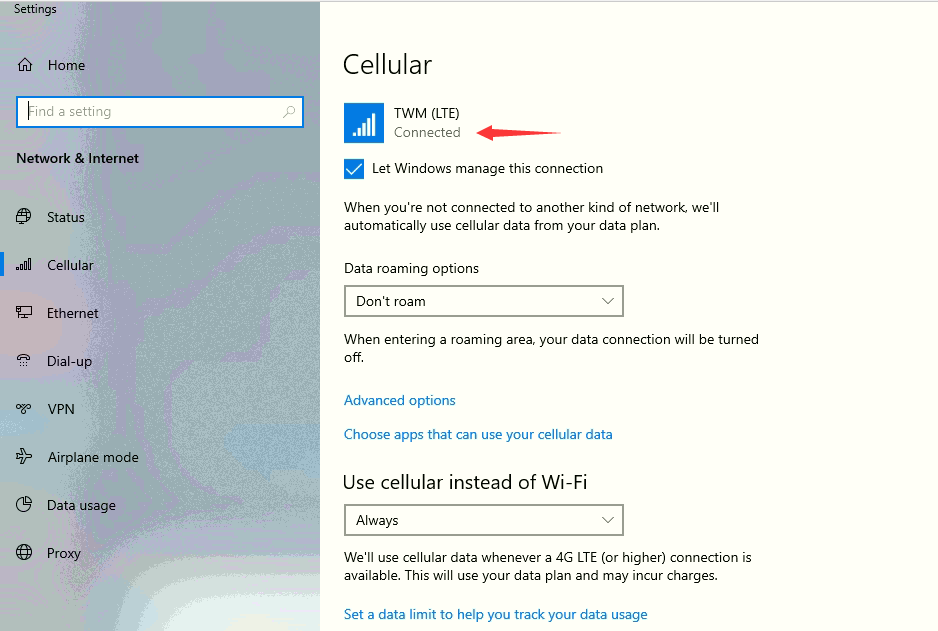 Settings
Home
Find a setting
Network & Internet
Status
Cellular
Ethernet
Dial-up
VPN
Airplane mode
Data usage
Proxy
Cellular
TWM (LTE)
Connected
Let Windows manage this connection
When you're not connected to another kind of network, we'll
automatically use cellular data from your data plan.
Data roaming options
Don't roam
When entering a roaming area, your data connection will be turned
off.
Advanced options
Choose apps that can use your cellular data
Use cellular instead of Wi-Fi
Always
We'll use cellular data whenever a 4G LTE (or higher) connection is
available. This will use your data plan and may incur charges.
Set a data limit to help you track your data usage